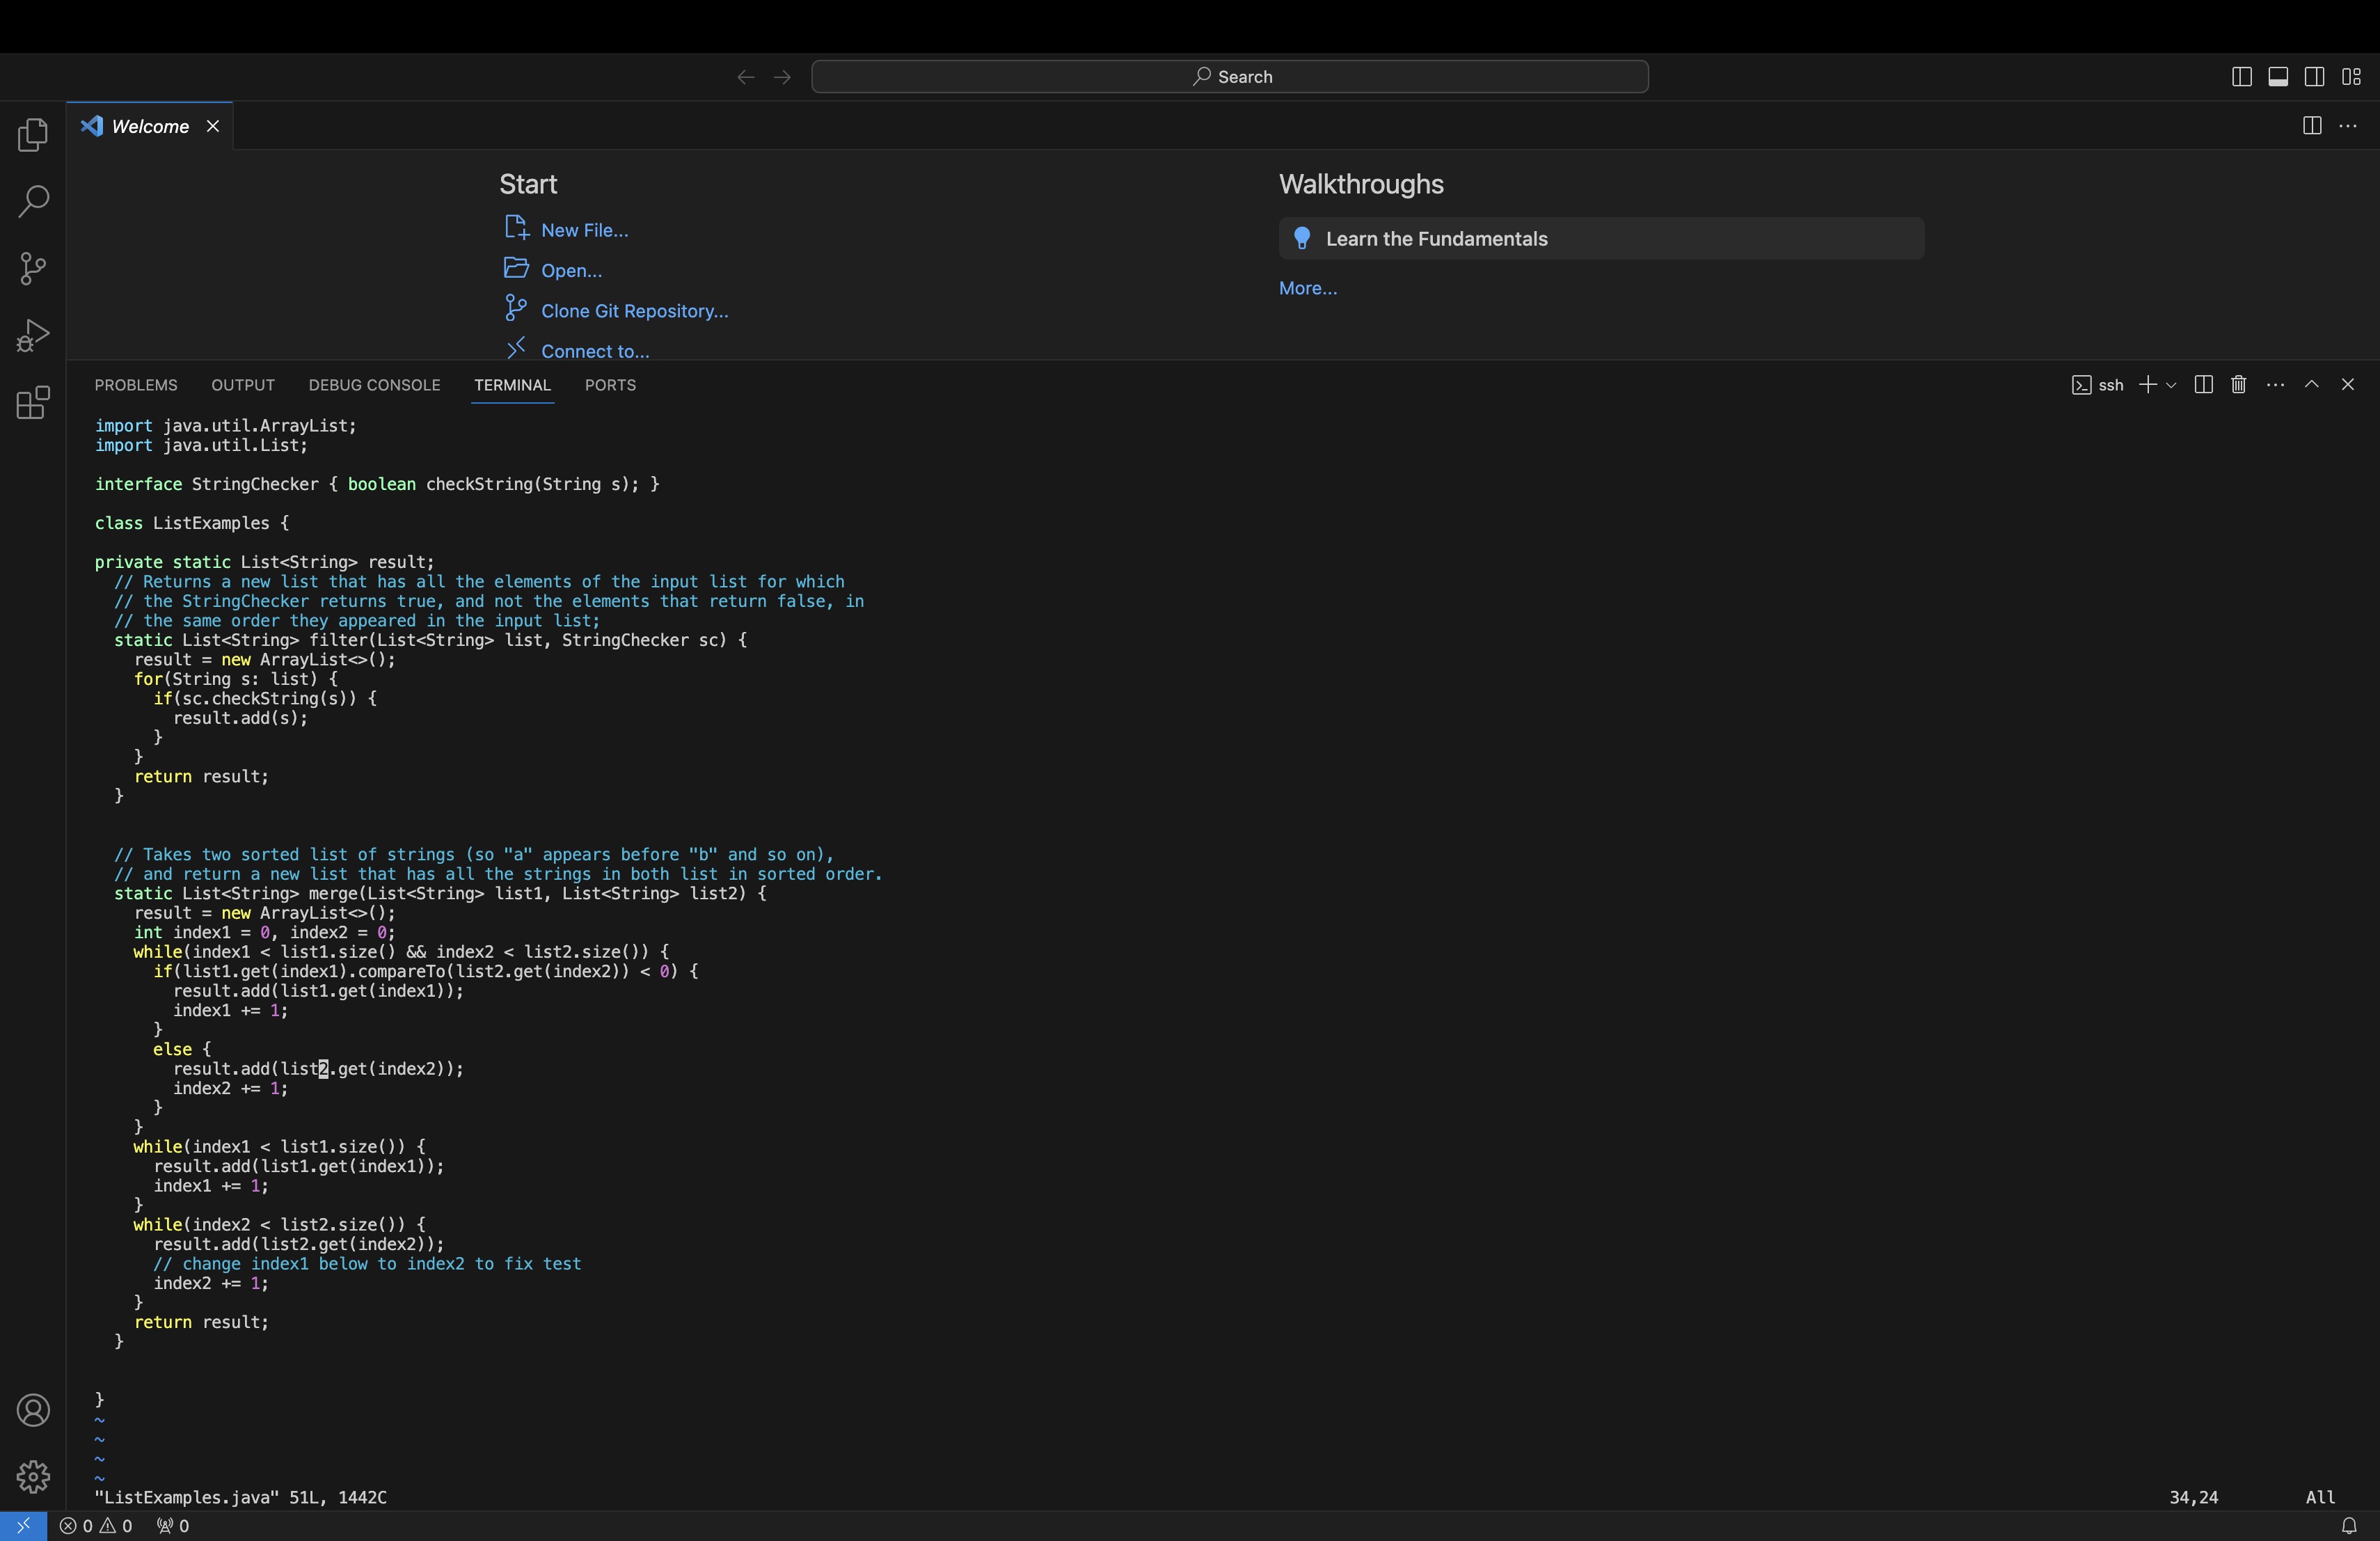 Search
Welcome
Start
New File...
Open...
Clone Git Repository...
Connect to...
Walkthroughs
Learn the Fundamentals
More...
PROBLEMS OUTPUT DEBUG CONSOLE TERMINAL PORTS ssh
import java.util.ArrayList;
import java.util.List;
interface StringChecker { boolean checkString(String s); }
class ListExamples {
private static List<String> result;
  // Returns a new list that has all the elements of the input list for which
  // the StringChecker returns true, and not the elements that return false, in
  // the same order they appeared in the input list;
  static List<String> filter(List<String> list, StringChecker sc) {
    result = new ArrayList<>();
    for(String s: list) {
      if(sc.checkString(s)) {
        result.add(s);
      }
    }
    return result;
  }
  // Takes two sorted list of strings (so "a" appears before "b" and so on),
  // and return a new list that has all the strings in both list in sorted order.
  static List<String> merge(List<String> list1, List<String> list2) {
    result = new ArrayList<>();
    int index1 = 0, index2 = 0;
    while(index1 < list1.size() && index2 < list2.size()) {
      if(list1.get(index1).compareTo(list2.get(index2)) < 0) {
        result.add(list1.get(index1));
        index1 += 1;
      }
      else {
        result.add(list2.get(index2));
        index2 += 1;
      }
    }
    while(index1 < list1.size()) {
      result.add(list1.get(index1));
      index1 += 1;
    }
    while(index2 < list2.size()) {
      result.add(list2.get(index2));
      // change index1 below to index2 to fix test
      index2 += 1;
    }
    return result;
  }
}
~
~
~
~
"ListExamples.java" 51L, 1442C 34,24 All
0 0 0